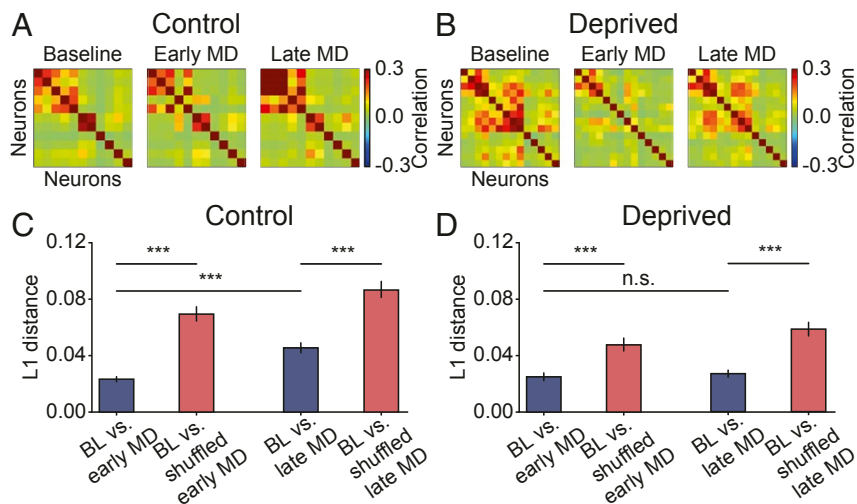 A
Control
Baseline
Early MD
Late MD
0.3
0.0
-0.3
Correlation
Neurons
Neurons
B
Deprived
Baseline
Early MD
Late MD
0.3
0.0
-0.3
Correlation
Neurons
Neurons
C
Control
0.12
0.08
0.04
0.00
L1 distance
***
***
***
BL vs.
early MD
BL vs.
shuffled
early MD
BL vs.
late MD
BL vs.
shuffled
late MD
D
Deprived
0.12
0.08
0.04
0.00
L1 distance
***
***
n.s.
BL vs.
early MD
BL vs.
shuffled
early MD
BL vs.
late MD
BL vs.
shuffled
late MD